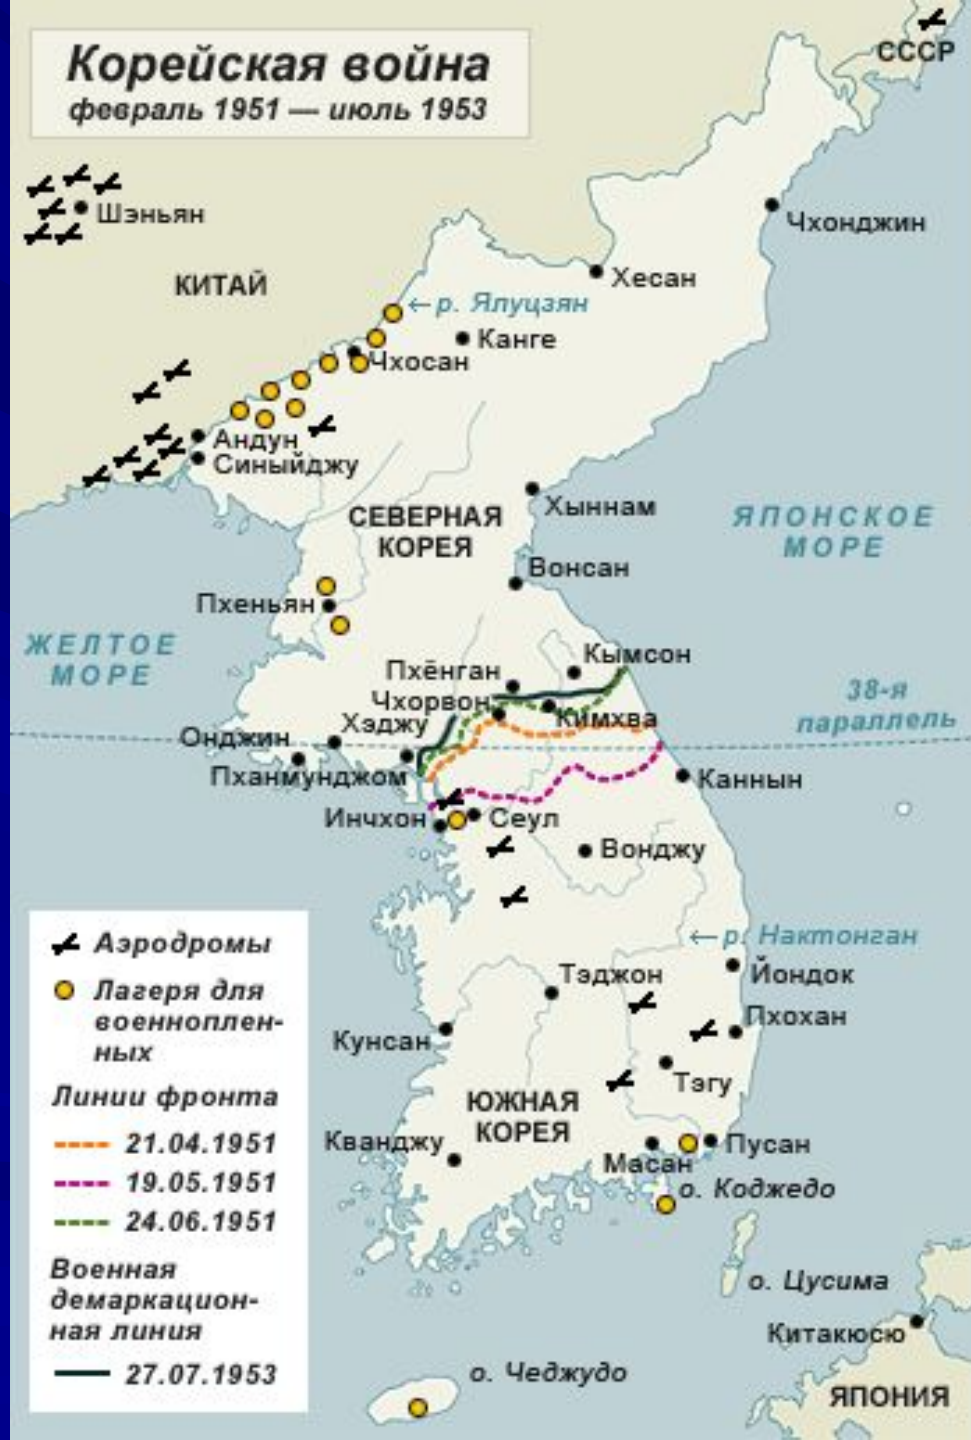 Корейская война
февраль 1951 — июль 1953
СССР
Шэньян
Чхонджин
КИТАЙ
Хесан
←р. Ялуцзян
Канге
Чхосан
Андун
Синыйджу
СЕВЕРНАЯ
КОРЕЯ
Хыннам
ЯПОНСКОЕ
МОРЕ
Вонсан
Пхеньян
ЖЕЛТОЕ
МОРЕ
Кымсон
Пхёнган
Чхорвон
Кимхва
38-я
параллель
Хэджу
Онджин
Пханмунджом
Каннын
Инчхон
Сеул
Вонджу
←р. Нактонган
Тэджон
Йондок
Пхохан
Кунсан
Тэгу
ЮЖНАЯ
КОРЕЯ
Кванджу
Пусан
Масан
о. Коджедо
о. Цусима
Китакюсю
о. Чеджудо
ЯПОНИЯ
Аэродромы
Лагеря для
военноплен-
ных
Линии фронта
21.04.1951
19.05.1951
24.06.1951
Военная
демаркацион-
ная линия
27.07.1953